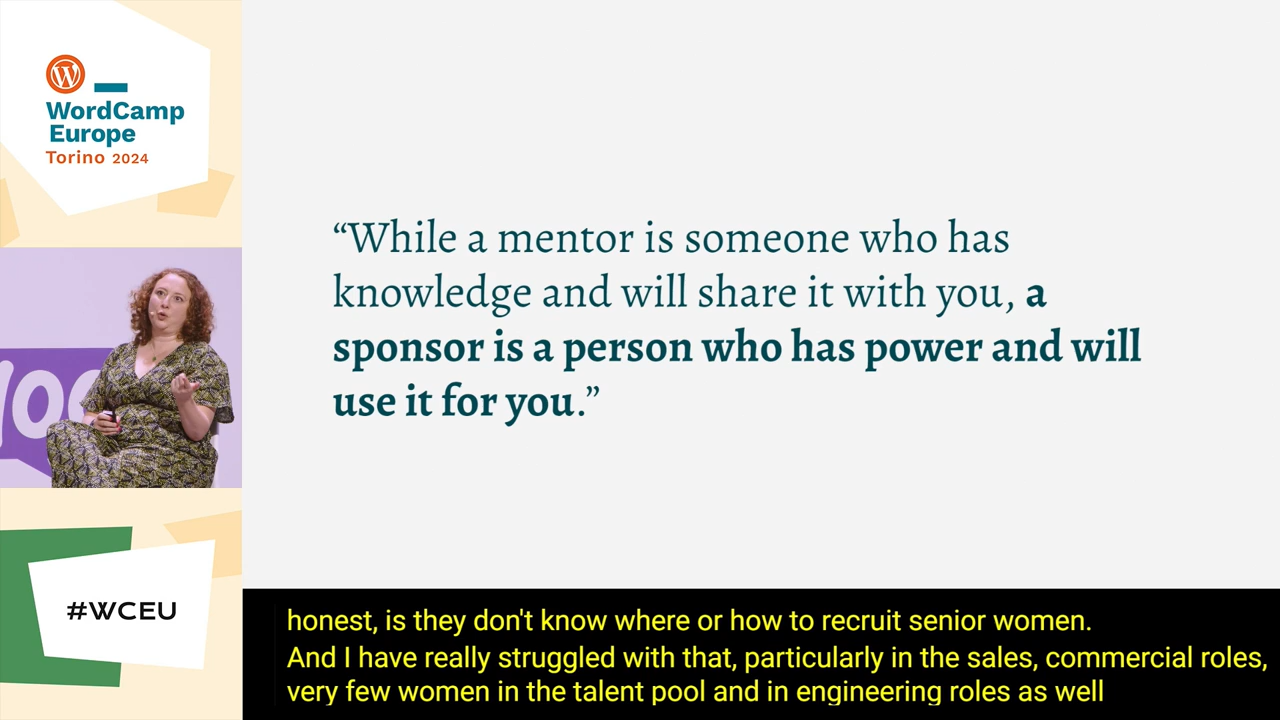 WordCamp
Europe
Torino 2024
“While a mentor is someone who has
knowledge and will share it with you, a
sponsor is a person who has power and will
use it for you.”
#WCEU
honest, is they don't know where or how to recruit senior women.
And I have really struggled with that, particularly in the sales, commercial roles,
very few women in the talent pool and in engineering roles as well